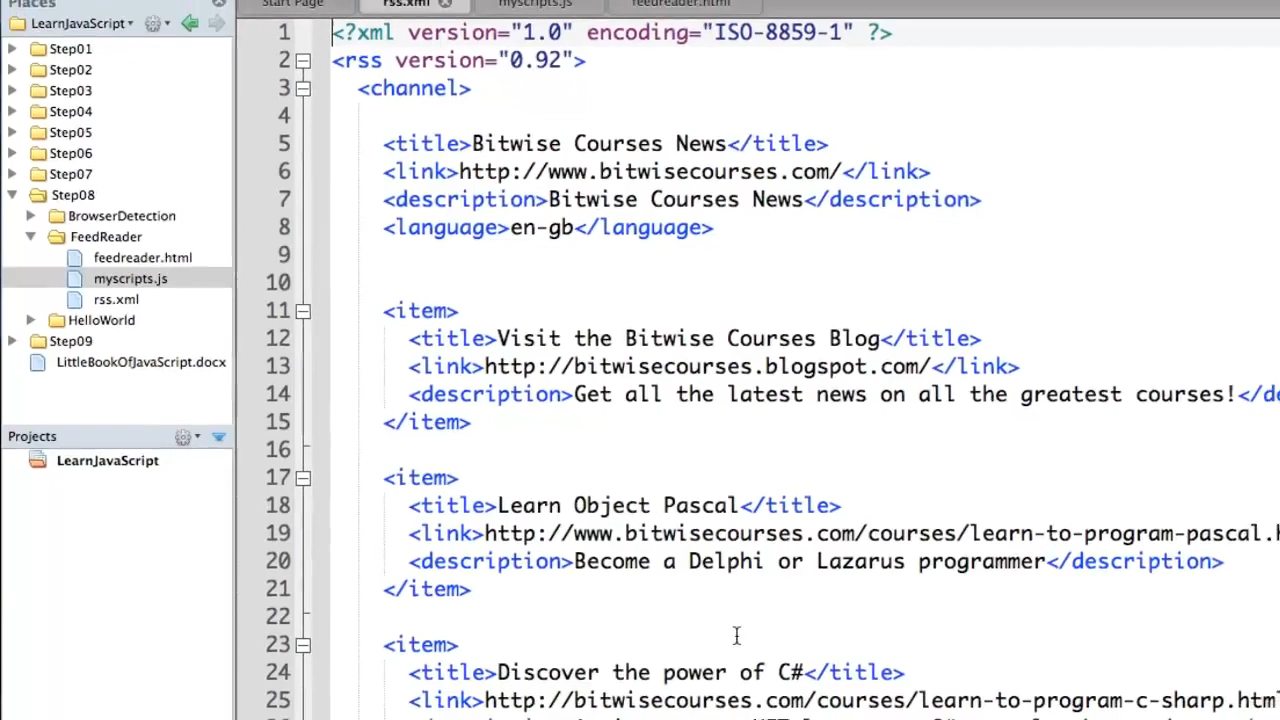 Places
LearnJavaScript
Step01
Step02
Step03
Step04
Step05
Step06
Step07
Step08
BrowserDetection
FeedReader
feedreader.html
myscripts.js
rss.xml
HelloWorld
Step09
LittleBookOfJavaScript.docx
Projects
LearnJavaScript
Start Page rss.xml myscripts.js feedreader.html
1 <?xml version="1.0" encoding="ISO-8859-1" ?>
2 <rss version="0.92">
3 <channel>
4
5 <title>Bitwise Courses News</title>
6 <link>http://www.bitwisecourses.com/</link>
7 <description>Bitwise Courses News</description>
8 <language>en-gb</language>
9
10
11 <item>
12 <title>Visit the Bitwise Courses Blog</title>
13 <link>http://bitwisecourses.blogspot.com/</link>
14 <description>Get all the latest news on all the greatest courses!</de
15 </item>
16
17 <item>
18 <title>Learn Object Pascal</title>
19 <link>http://www.bitwisecourses.com/courses/learn-to-program-pascal.h
20 <description>Become a Delphi or Lazarus programmer</description>
21 </item>
22
23 <item>
24 <title>Discover the power of C#</title>
25 <link>http://bitwisecourses.com/courses/learn-to-program-c-sharp.html